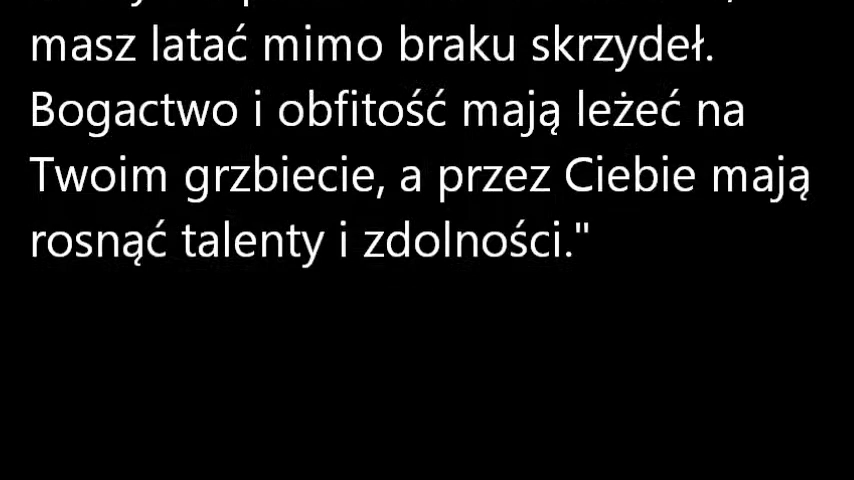 masz latać mimo braku skrzydeł.
Bogactwo i obfitość mają leżeć na
Twoim grzbiecie, a przez Ciebie mają
rosnąć talenty i zdolności."